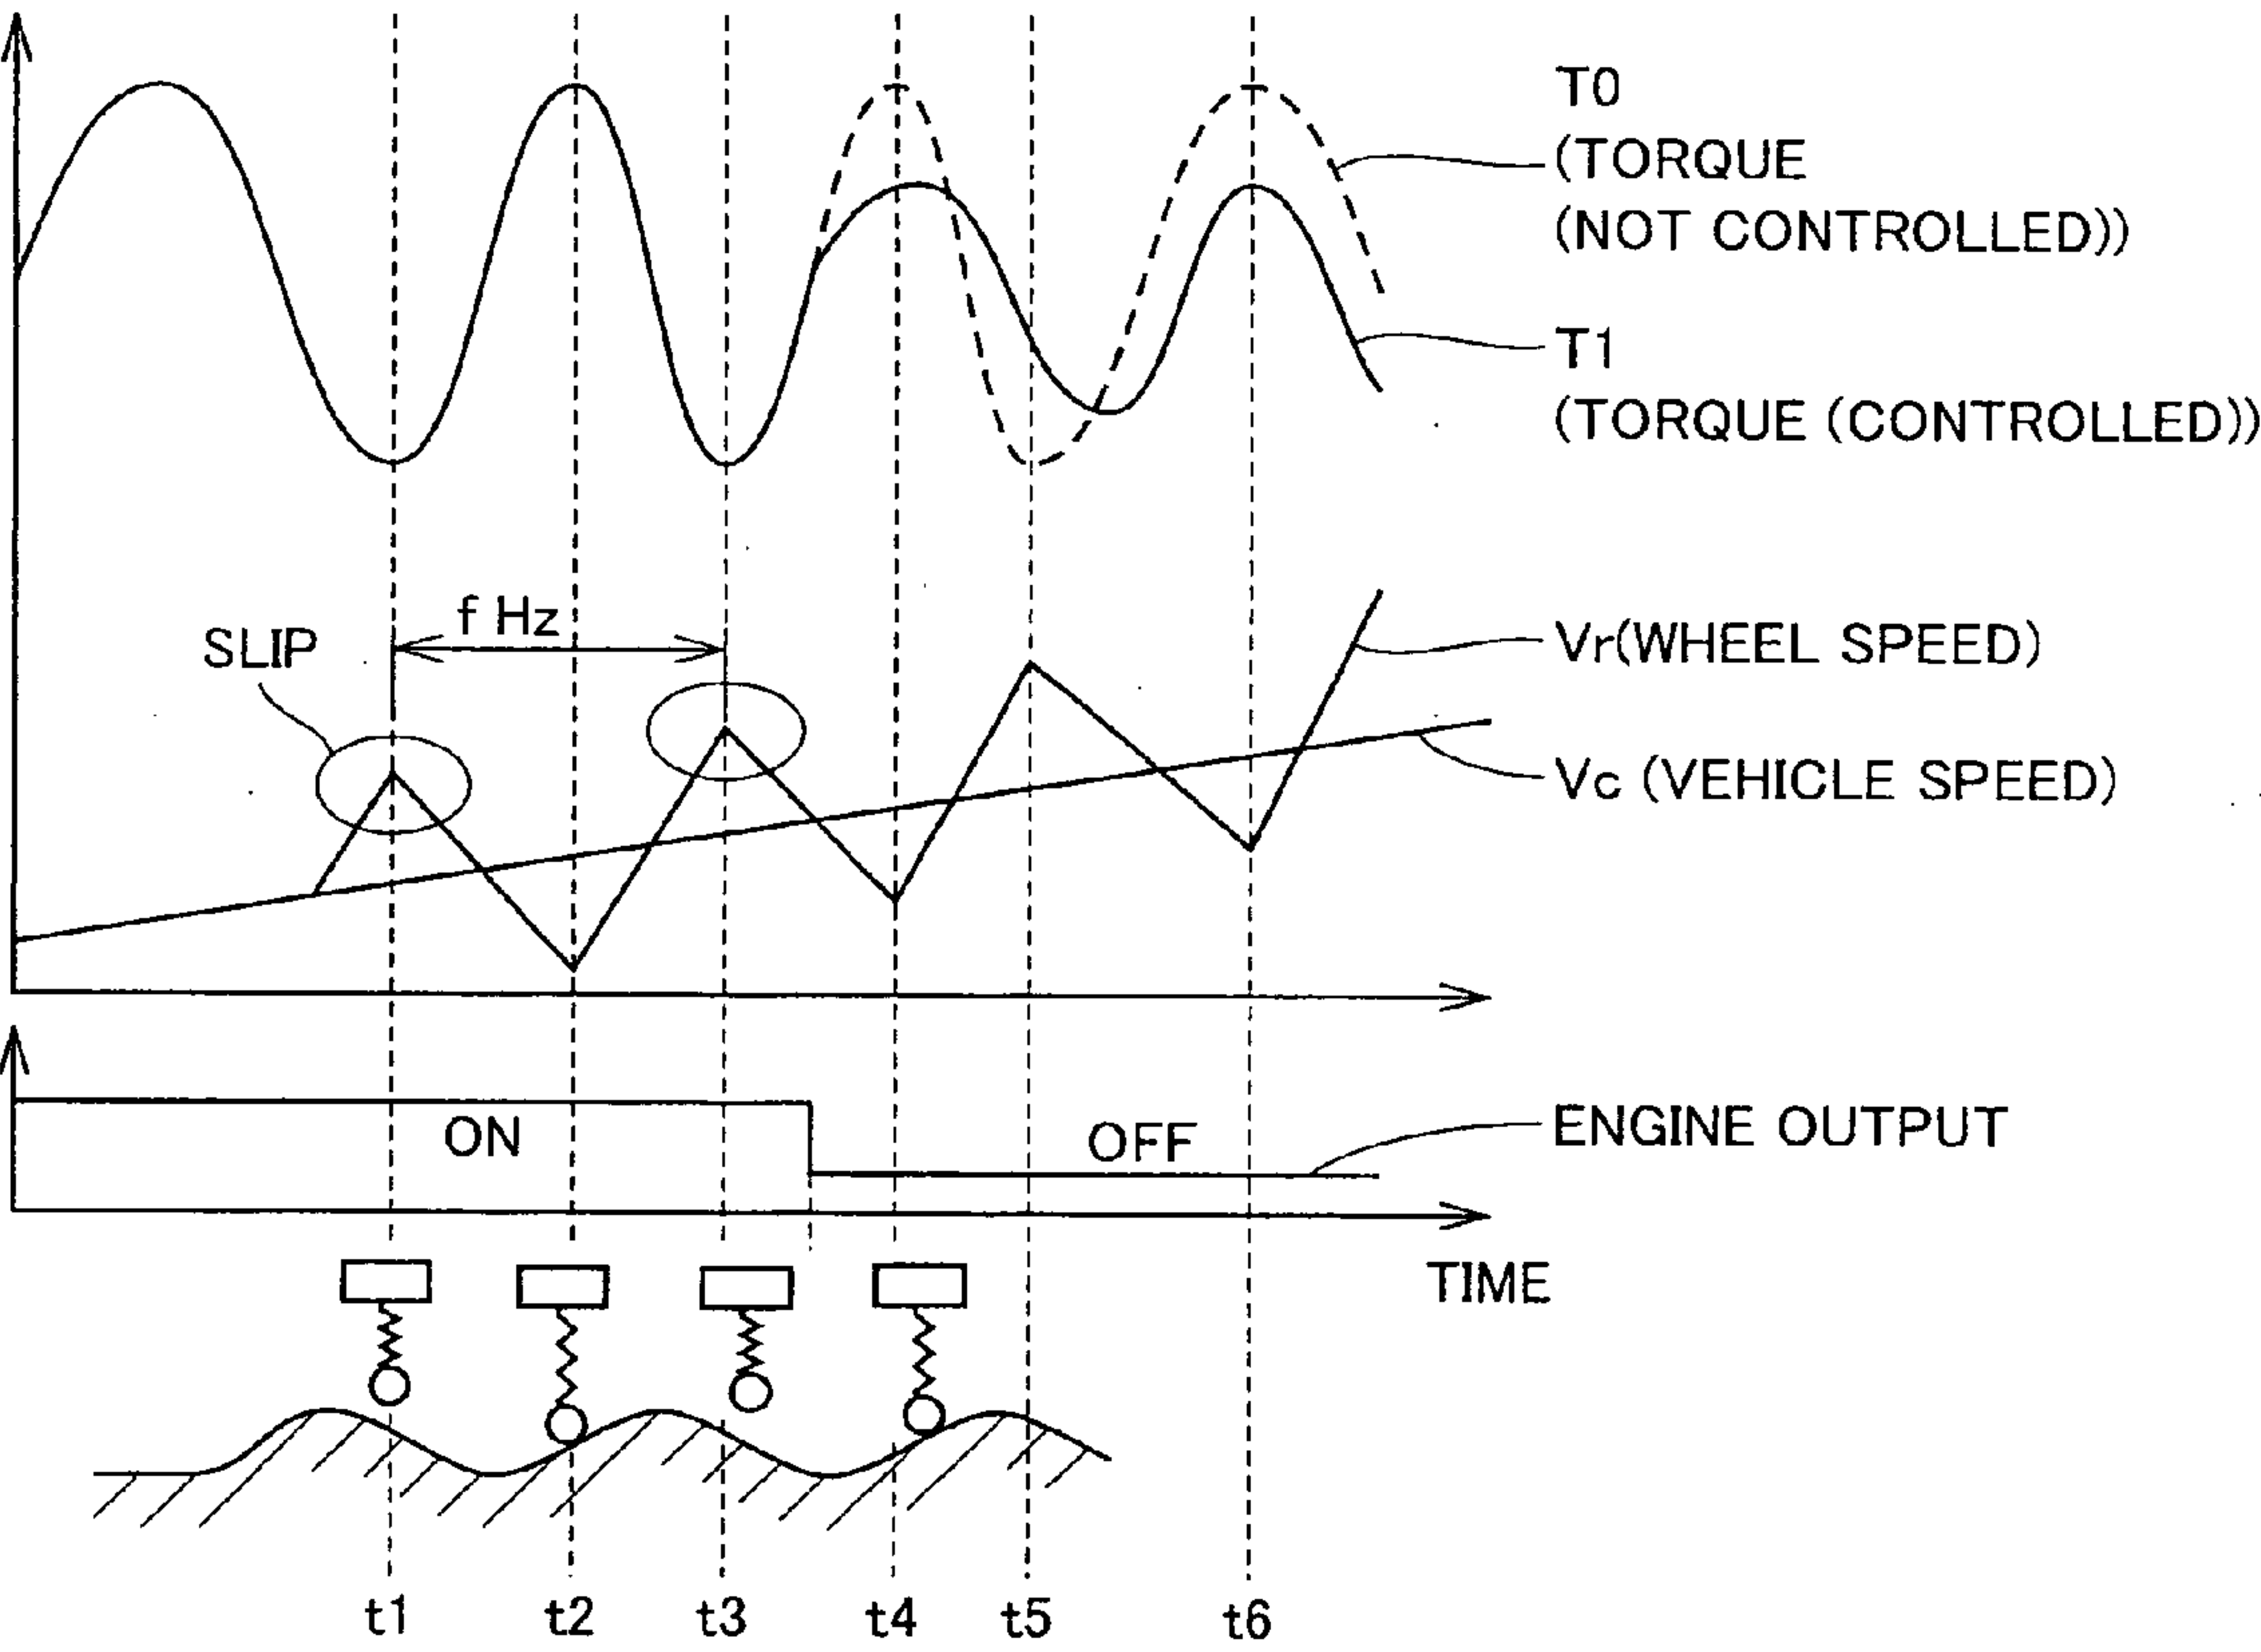 T0
(TORQUE
(NOT CONTROLLED))
T1
(TORQUE (CONTROLLED))
f Hz
SLIP
Vr(WHEEL SPEED)
Vc (VEHICLE SPEED)
ON
OFF
ENGINE OUTPUT
TIME
t1 t2 t3 t4 t5 t6